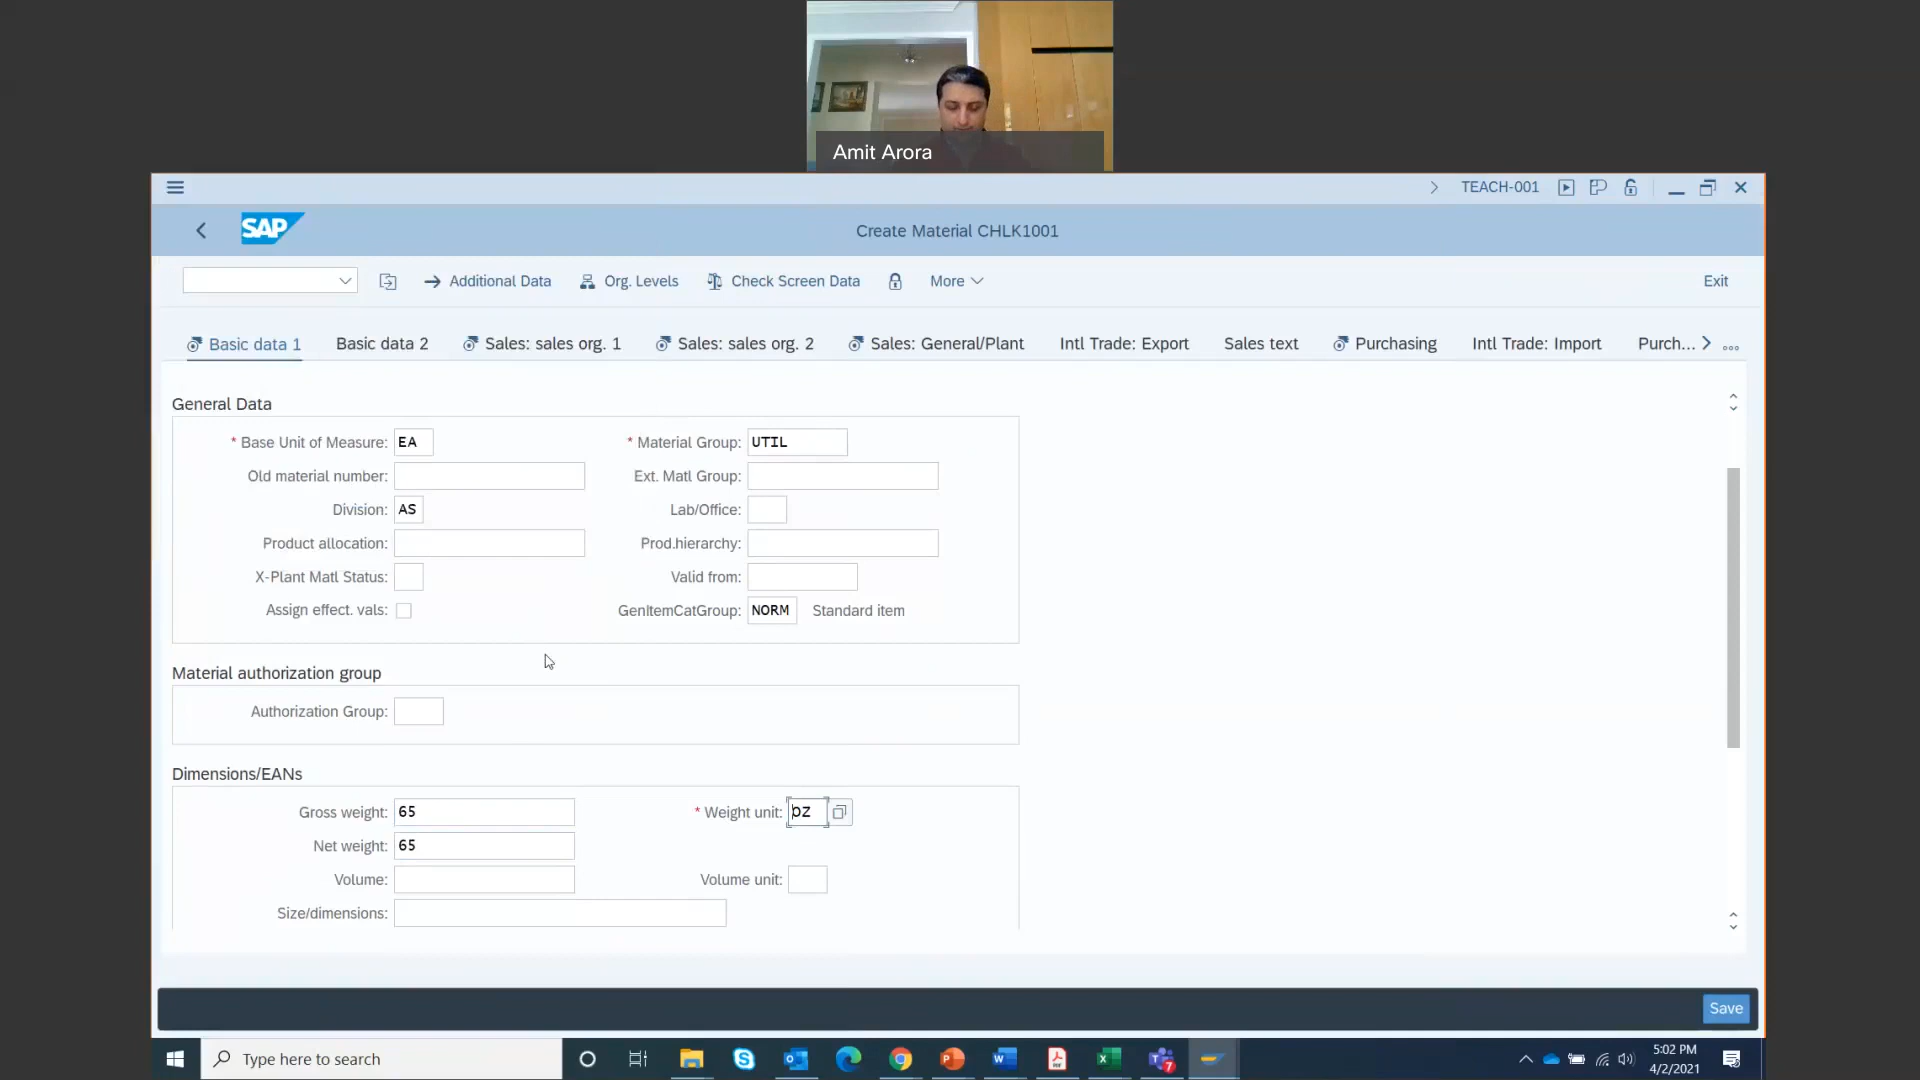 Amit Arora
TEACH-001
SAP
Create Material CHLK1001
Additional Data
Org. Levels
Check Screen Data
More
Exit
Basic data 1
Basic data 2
Sales: sales org. 1
Sales: sales org. 2
Sales: General/Plant
Intl Trade: Export
Sales text
Purchasing
Intl Trade: Import
Purch...
General Data
* Base Unit of Measure: EA
* Material Group: UTIL
Old material number:
Ext. Matl Group:
Division: AS
Lab/Office:
Product allocation:
Prod.hierarchy:
X-Plant Matl Status:
Valid from:
Assign effect. vals:
GenItemCatGroup: NORM Standard item
Material authorization group
Authorization Group:
Dimensions/EANs
Gross weight: 65
* Weight unit: OZ
Net weight: 65
Volume:
Volume unit:
Size/dimensions:
Save
Type here to search
7
5:02 PM
4/2/2021